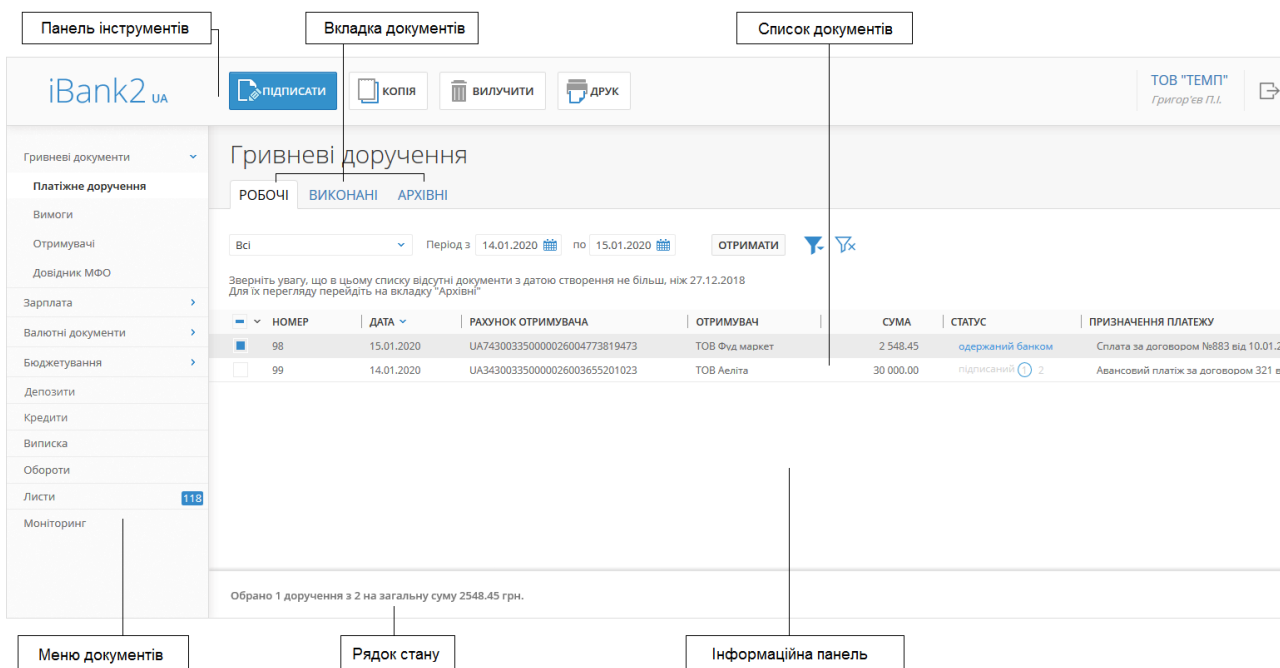 Панель інструментів
Вкладка документів
Список документів
iBank2 UA
ПІДПИСАТИ
КОПІЯ
ВИЛУЧИТИ
ДРУК
ТОВ "ТЕМП"
Григор'єв П.І.
Гривневі документи
Платіжне доручення
Вимоги
Отримувачі
Довідник МФО
Зарплата
Валютні документи
Бюджетування
Депозити
Кредити
Виписка
Обороти
Листи 118
Моніторинг
Гривневі доручення
РОБОЧІ ВИКОНАНІ АРХІВНІ
Всі Період з 14.01.2020 по 15.01.2020 ОТРИМАТИ
Зверніть увагу, що в цьому списку відсутні документи з датою створення не більш, ніж 27.12.2018
Для їх перегляду перейдіть на вкладку "Архівні"
НОМЕР ДАТА РАХУНОК ОТРИМУВАЧА ОТРИМУВАЧ СУМА СТАТУС ПРИЗНАЧЕННЯ ПЛАТЕЖУ
98 15.01.2020 UA743003350000026004773819473 ТОВ Фуд маркет 2 548.45 одержаний банком Сплата за договором №883 від 10.01.2
99 14.01.2020 UA343003350000026003655201023 ТОВ Аеліта 30 000.00 підписаний 1 2 Авансовий платіж за договором 321 в
Обрано 1 доручення з 2 на загальну суму 2548.45 грн.
Меню документів
Рядок стану
Інформаційна панель